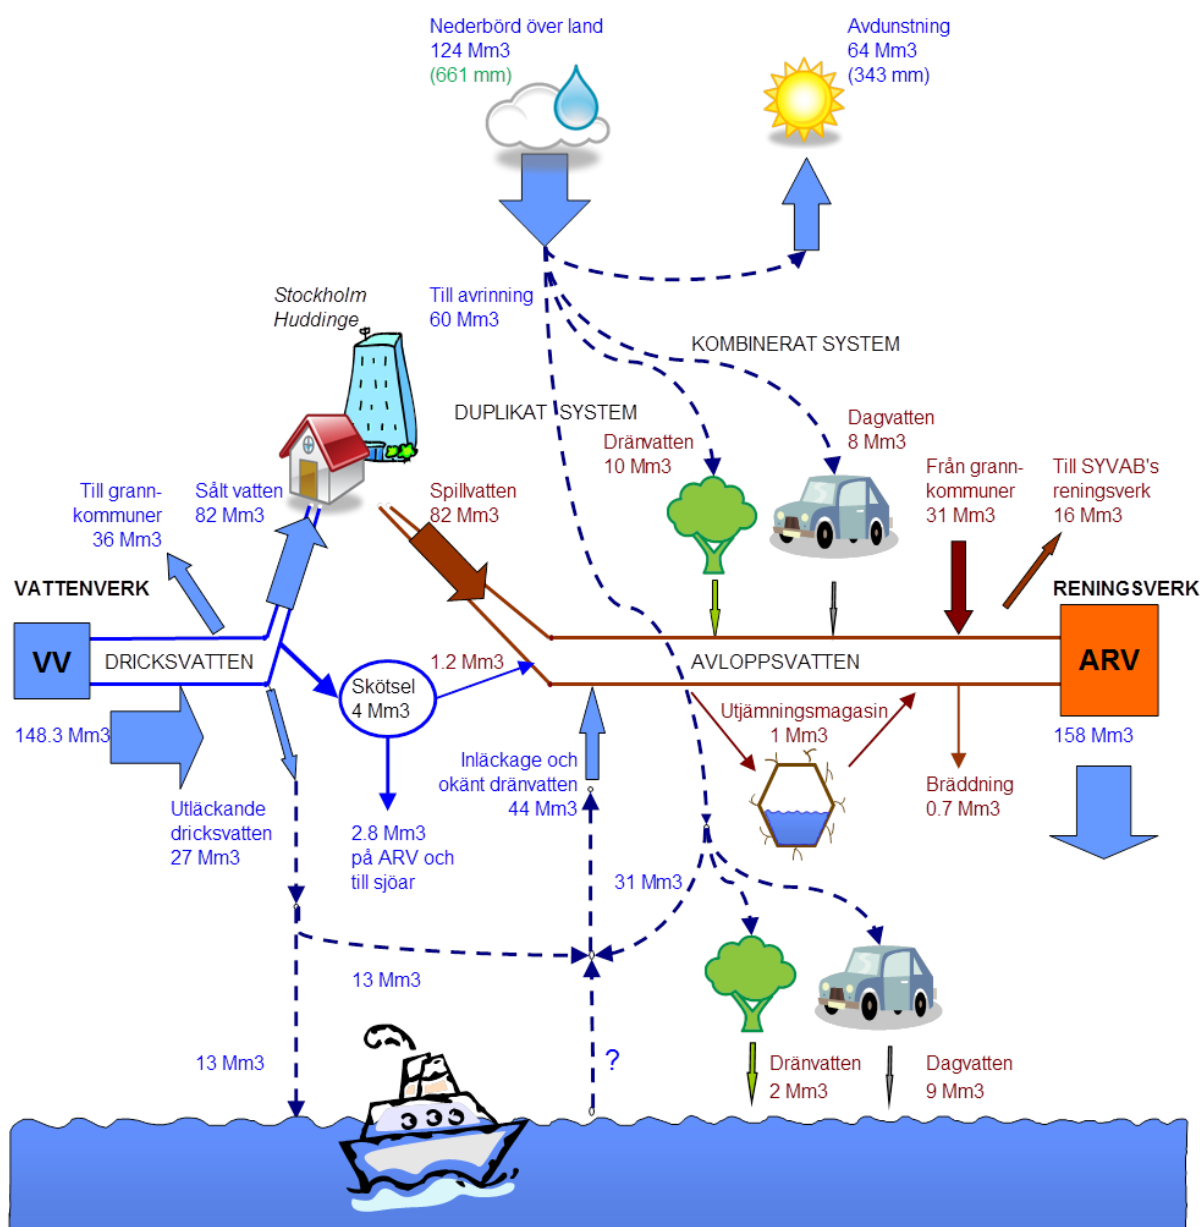 Nederbörd över land
124 Mm3
(661 mm)
Avdunstning
64 Mm3
(343 mm)
Stockholm
Huddinge
Till avrinning
60 Mm3
KOMBINERAT SYSTEM
DUPLIKAT SYSTEM
Dränvatten
10 Mm3
Dagvatten
8 Mm3
Till grann-
kommuner
36 Mm3
Sålt vatten
82 Mm3
Spillvatten
82 Mm3
Från grann-
kommuner
31 Mm3
Till SYVAB's
reningsverk
16 Mm3
VATTENVERK
RENINGSVERK
VV
DRICKSVATTEN
1.2 Mm3
AVLOPPSVATTEN
ARV
Skötsel
4 Mm3
148.3 Mm3
Utjämningsmagasin
1 Mm3
158 Mm3
Inläckage och
okänt dränvatten
44 Mm3
Bräddning
0.7 Mm3
Utläckande
dricksvatten
27 Mm3
2.8 Mm3
på ARV och
till sjöar
31 Mm3
13 Mm3
13 Mm3
?
Dränvatten
2 Mm3
Dagvatten
9 Mm3